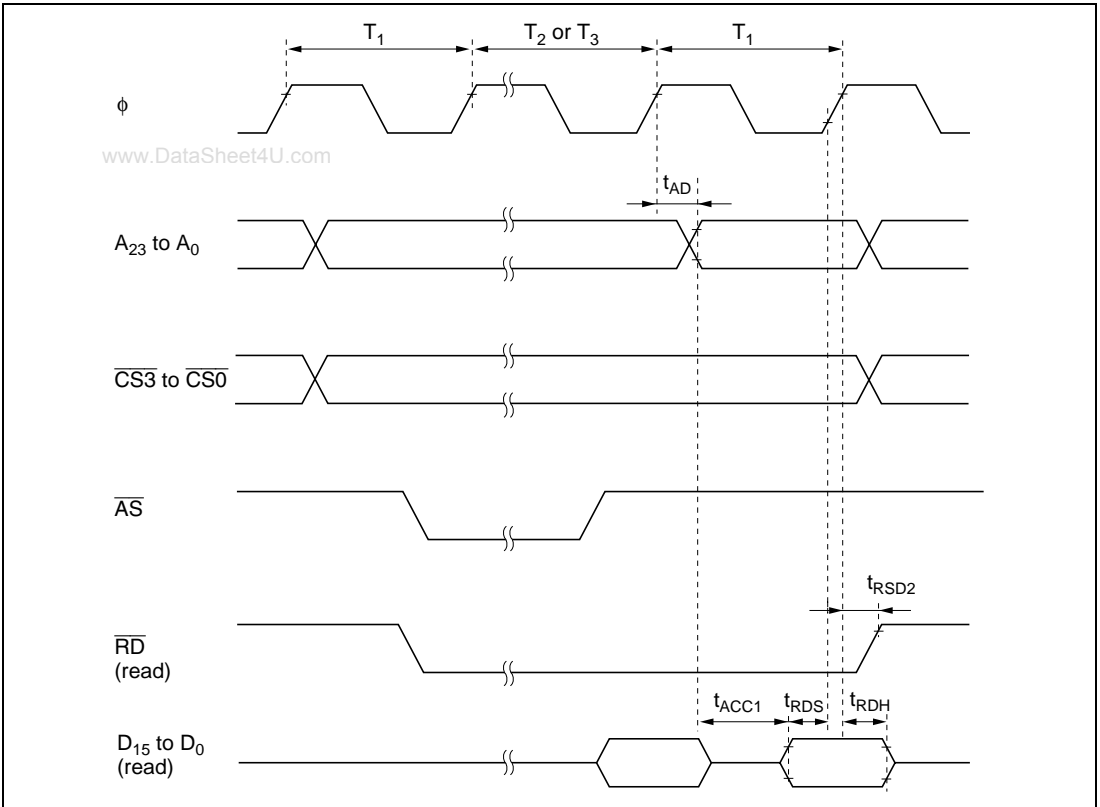 T1 T2 or T3 T1
φ
www.DataSheet4U.com
tAD
A23 to A0
CS3 to CS0
AS
tRSD2
RD
(read)
tACC1 tRDS tRDH
D15 to D0
(read)